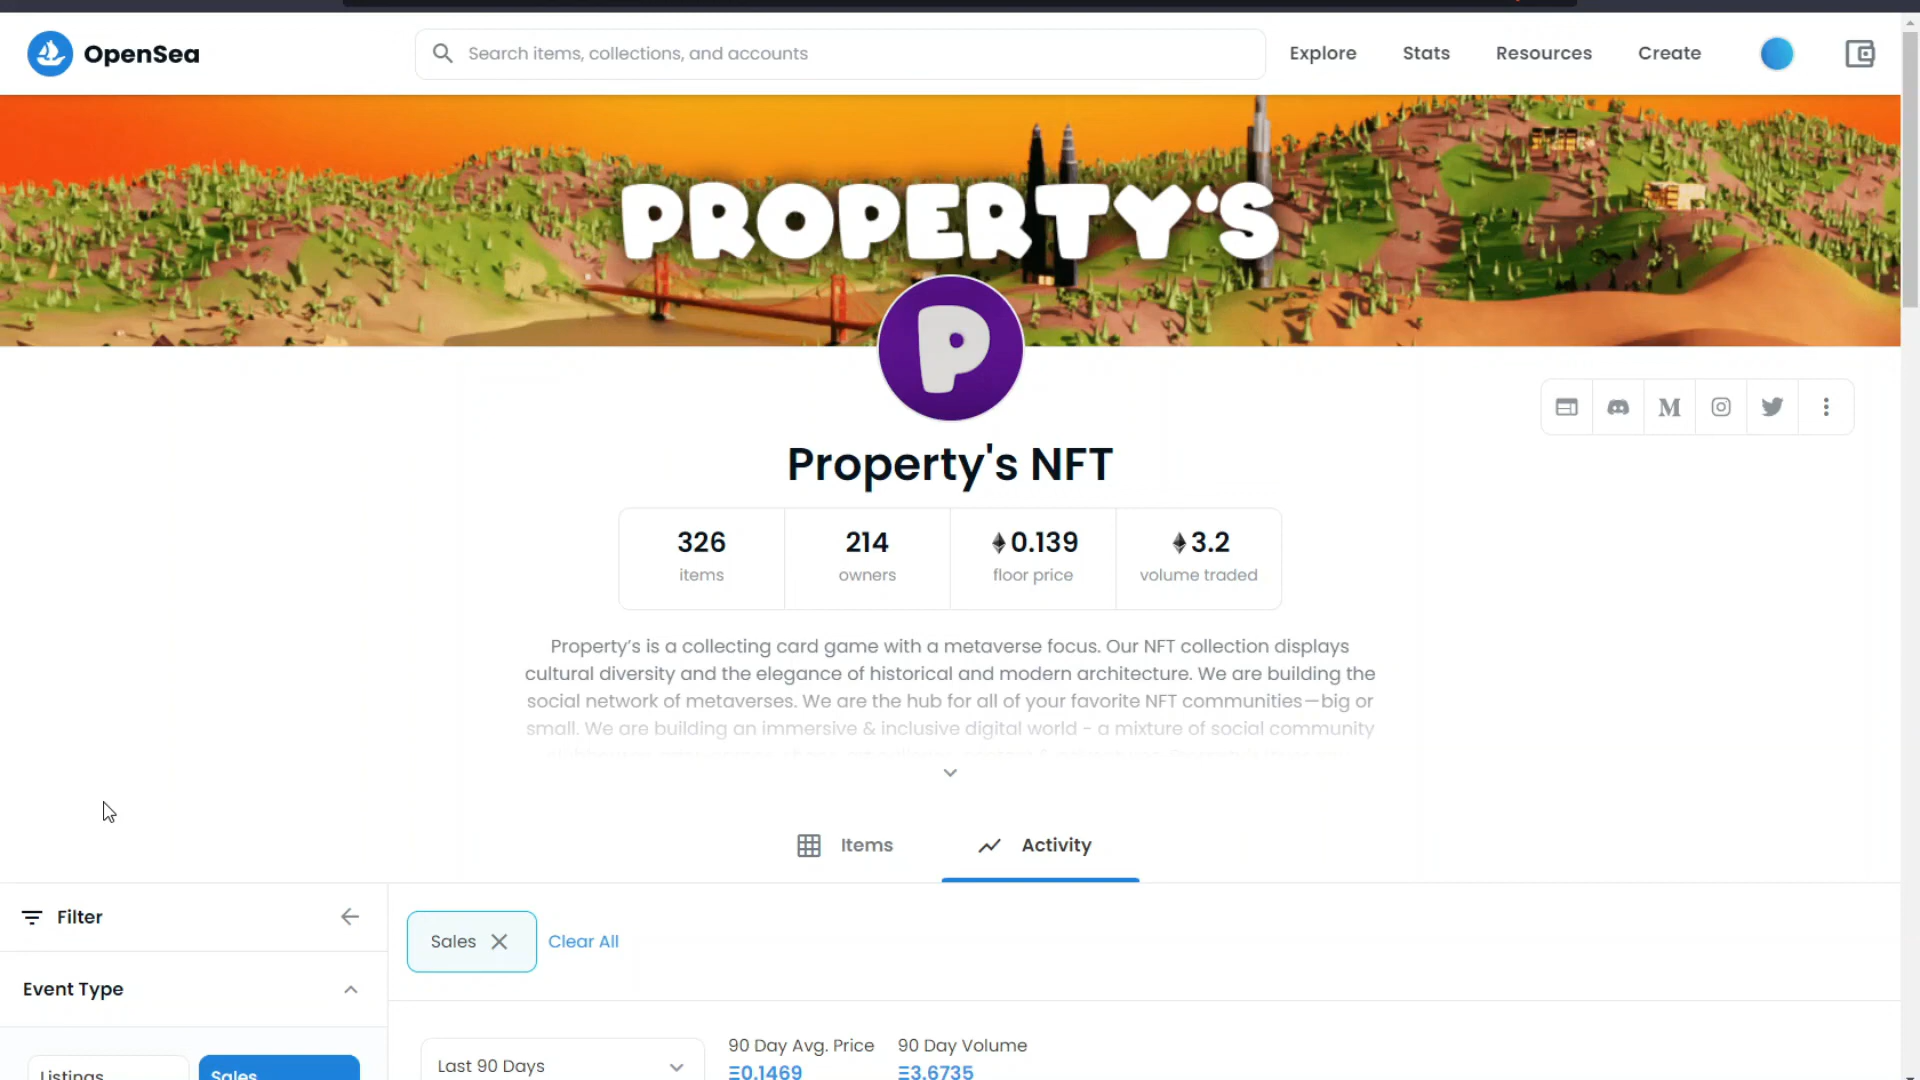 OpenSea
Search items, collections, and accounts
Explore
Stats
Resources
Create
PROPERTY'S
P
Property's NFT
326
items
214
owners
0.139
floor price
3.2
volume traded
Property's is a collecting card game with a metaverse focus. Our NFT collection displays
cultural diversity and the elegance of historical and modern architecture. We are building the
social network of metaverses. We are the hub for all of your favorite NFT communities—big or
small. We are building an immersive & inclusive digital world - a mixture of social community
Items
Activity
Filter
Sales
Clear All
Event Type
Listings
Sales
Last 90 Days
90 Day Avg. Price
Ξ0.1469
90 Day Volume
Ξ3.6735